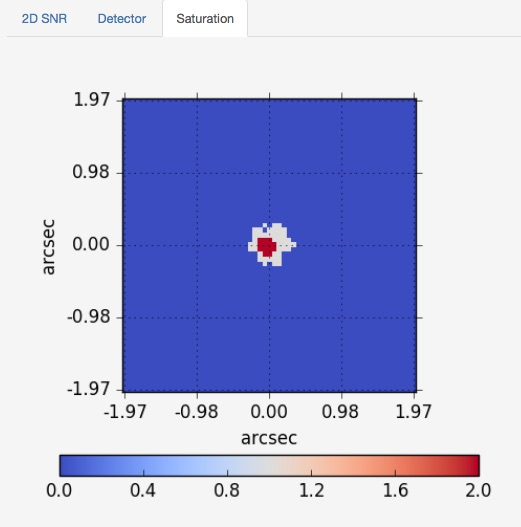 2D SNR Detector Saturation
1.97
0.98
0.00
-0.98
-1.97
arcsec
-1.97 -0.98 0.00 0.98 1.97
arcsec
0.0 0.4 0.8 1.2 1.6 2.0